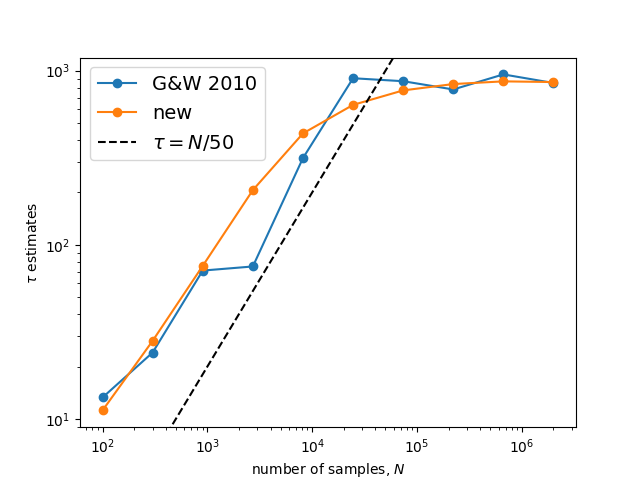 G&W 2010
new
τ = N/50
τ estimates
10³
10²
10¹
10² 10³ 10⁴ 10⁵ 10⁶
number of samples, N